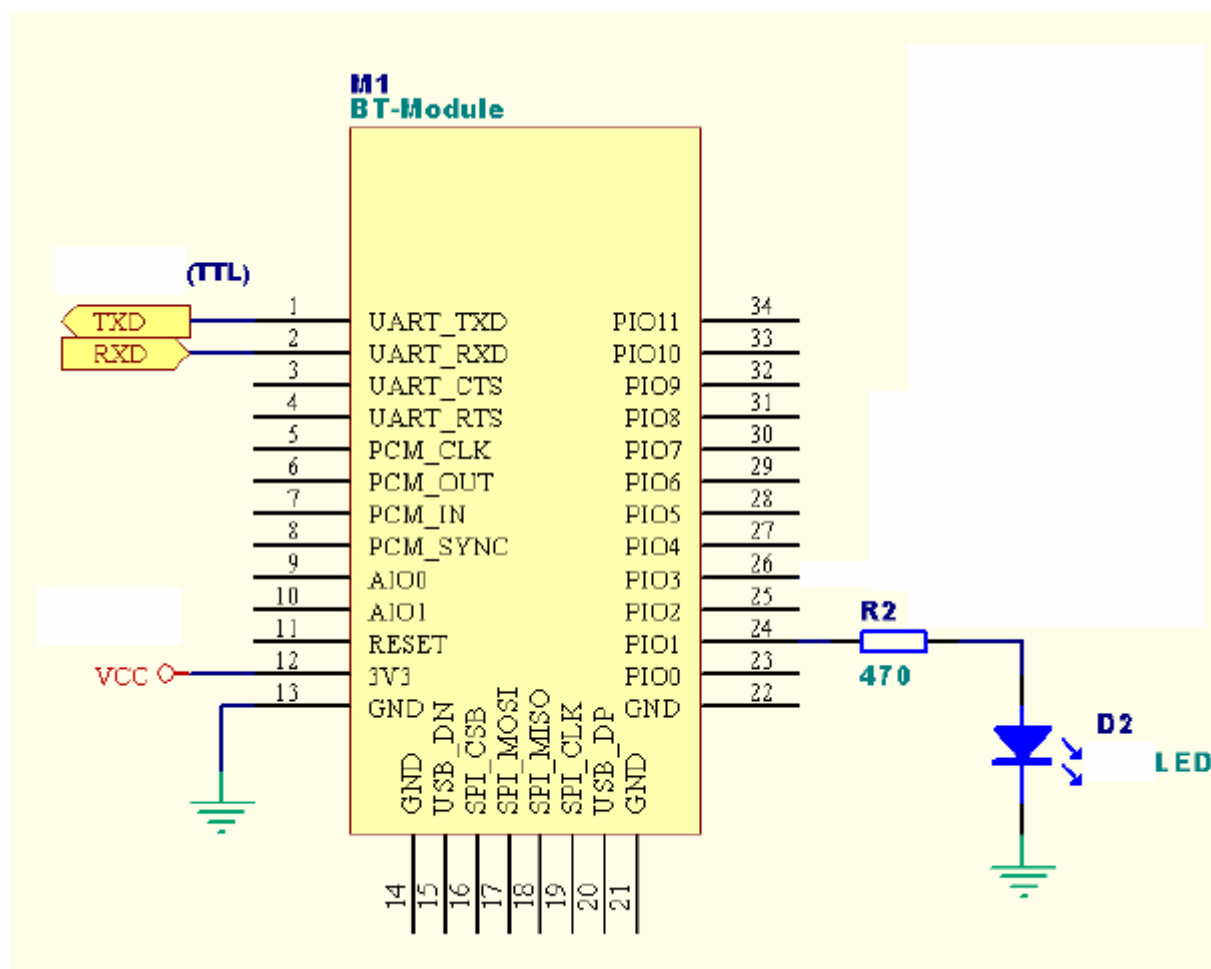 M1
BT-Module
(TTL)
TXD 1 UART_TXD PIO11 34
RXD 2 UART_RXD PIO10 33
3 UART_CTS PIO9 32
4 UART_RTS PIO8 31
5 PCM_CLK PIO7 30
6 PCM_OUT PIO6 29
7 PCM_IN PIO5 28
8 PCM_SYNC PIO4 27
9 AIO0 PIO3 26
10 AIO1 PIO2 25
11 RESET PIO1 24
VCC 12 3V3 PIO0 23
13 GND GND 22
R2
470
D2
LED
GND 14
USB_DN 15
SPI_CSB 16
SPI_MOSI 17
SPI_MISO 18
SPI_CLK 19
USB_DP 20
GND 21